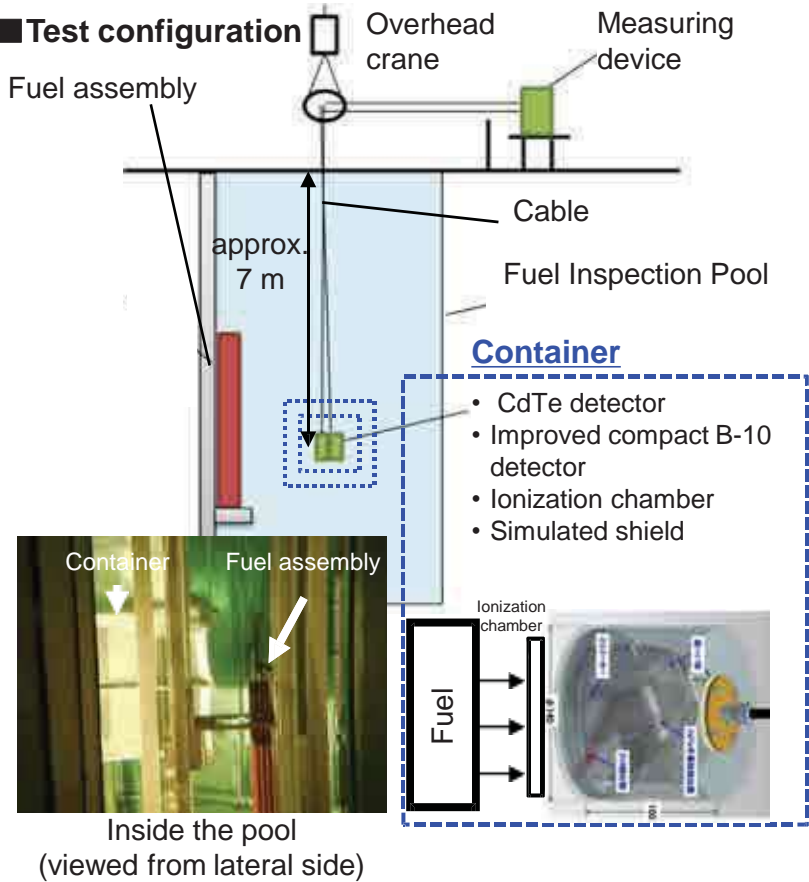 ■ Test configuration
Overhead
crane
Measuring
device
Fuel assembly
Cable
approx.
7 m
Fuel Inspection Pool
Container
• CdTe detector
• Improved compact B-10
detector
• Ionization chamber
• Simulated shield
Container
Fuel assembly
Ionization
chamber
Fuel
Inside the pool
(viewed from lateral side)